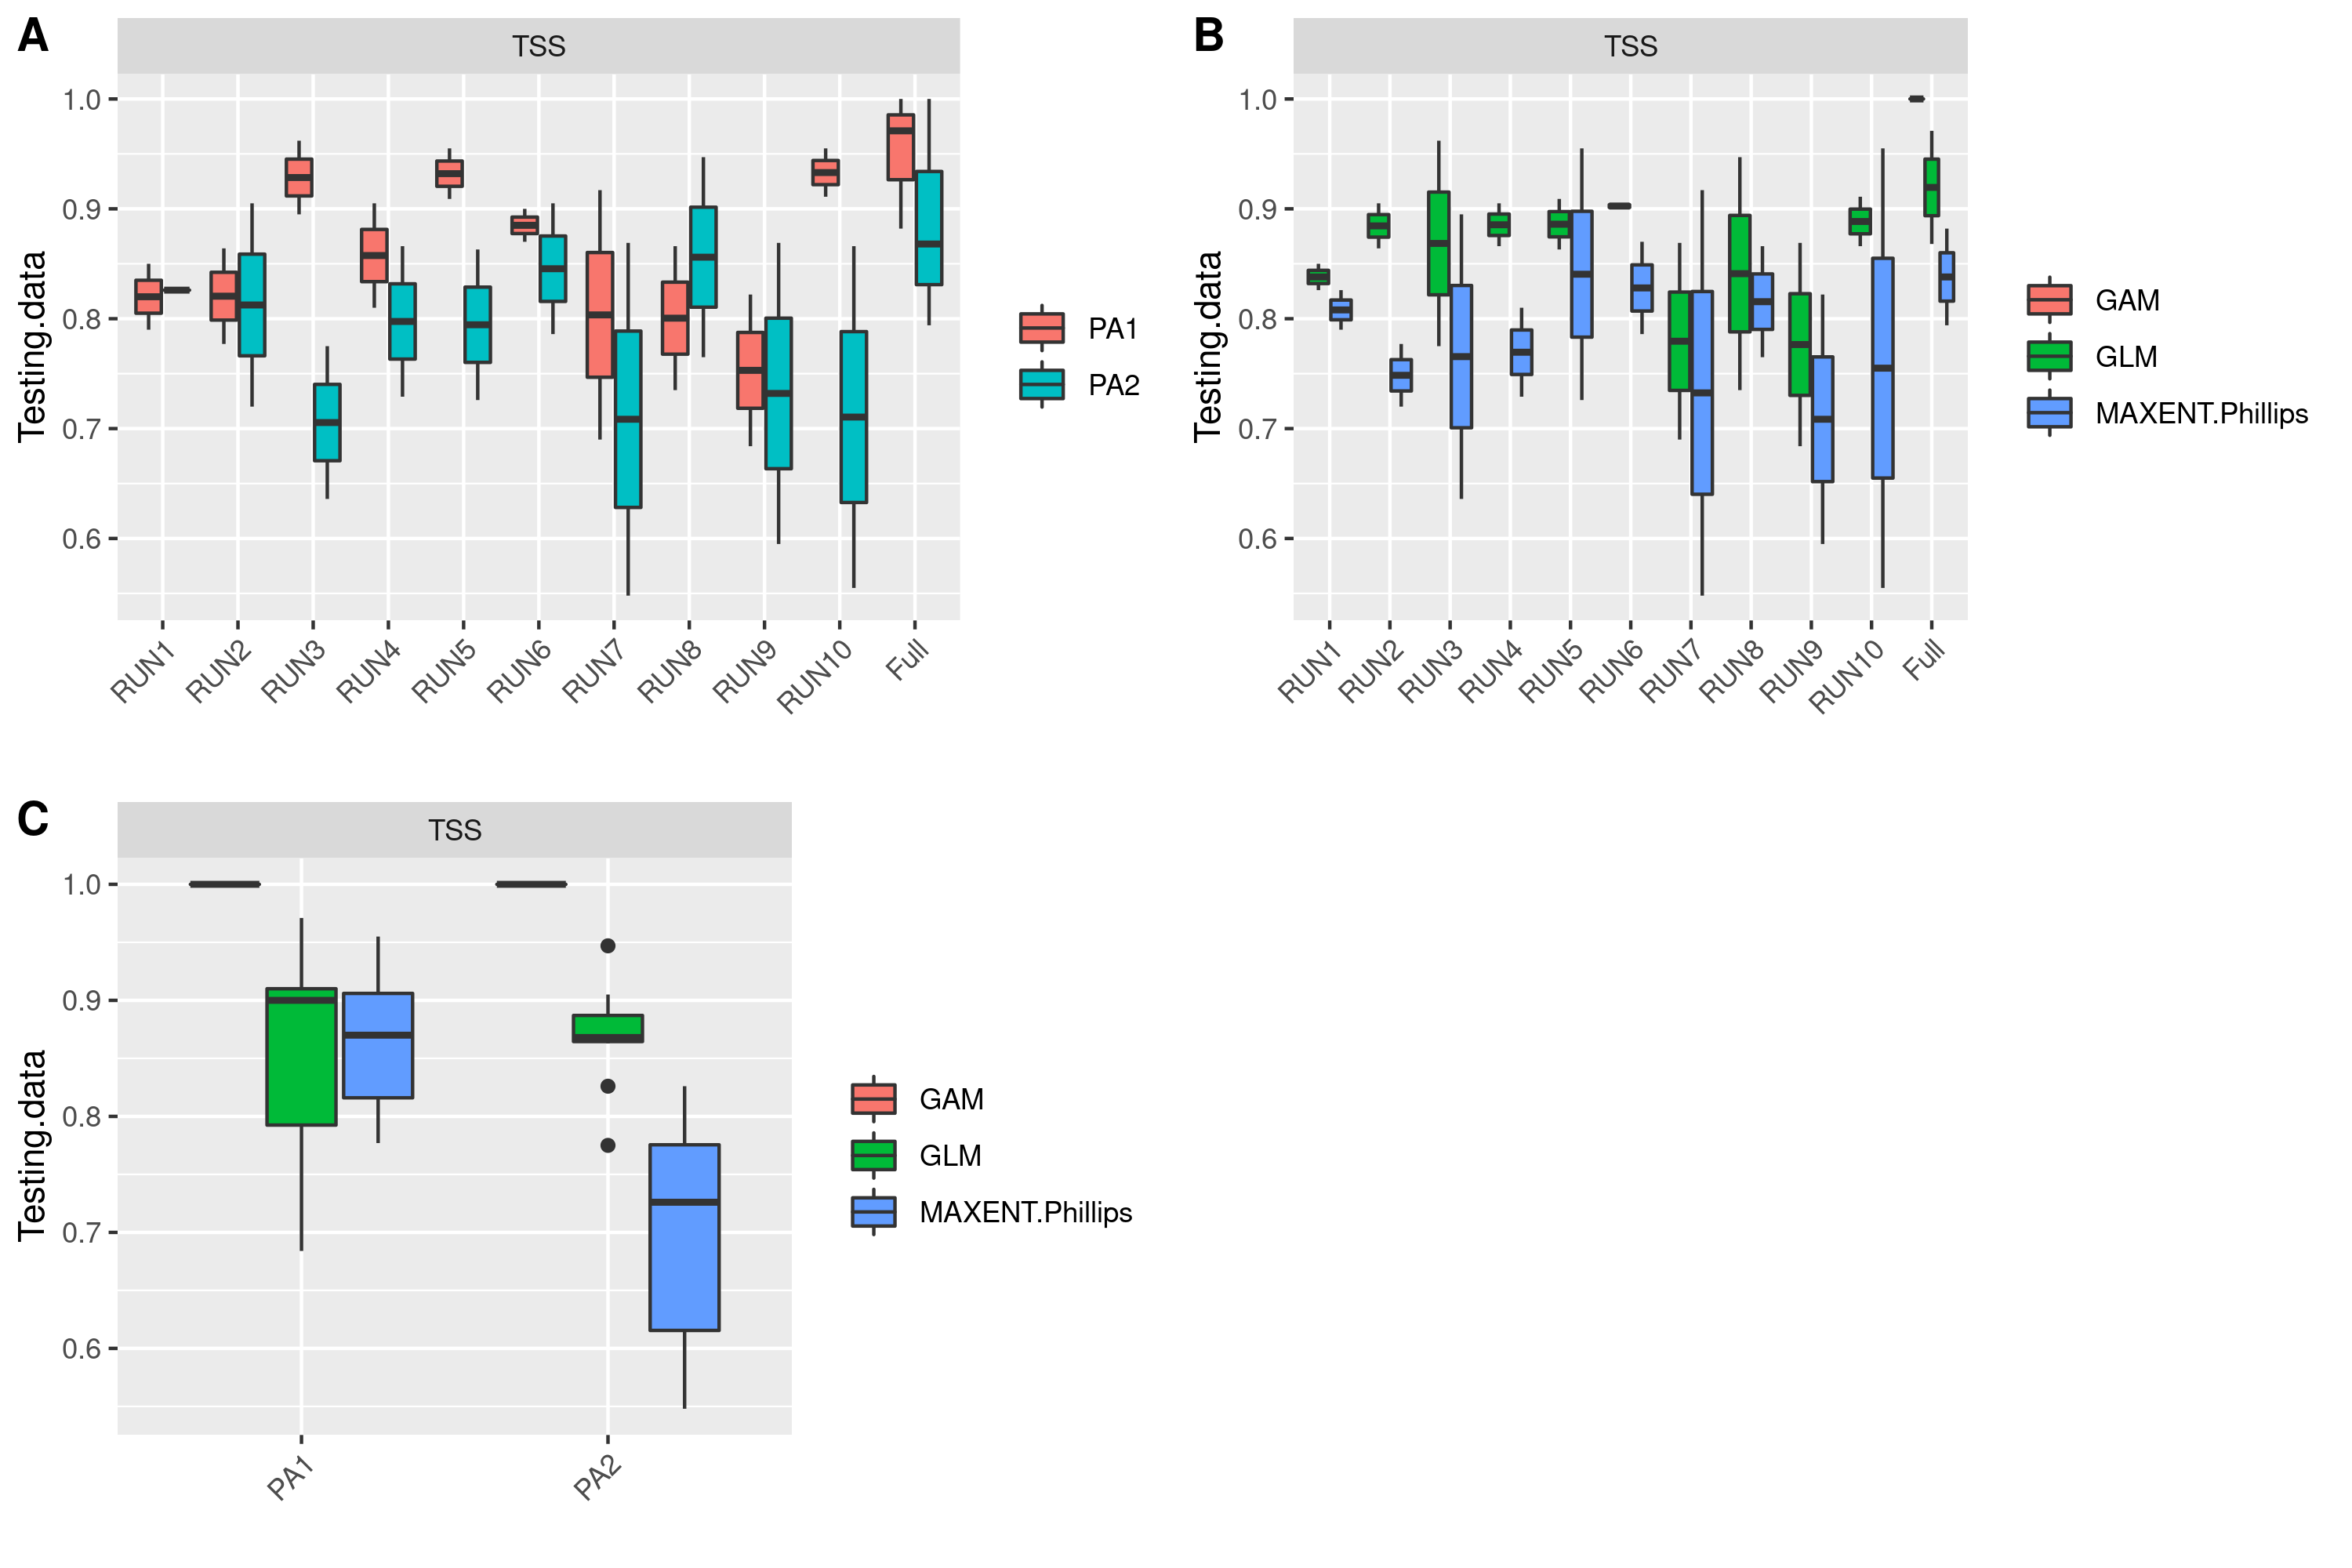 A
TSS
Testing.data
1.0
0.9
0.8
0.7
0.6
RUN1 RUN2 RUN3 RUN4 RUN5 RUN6 RUN7 RUN8 RUN9 RUN10 Full
PA1
PA2
B
TSS
Testing.data
1.0
0.9
0.8
0.7
0.6
RUN1 RUN2 RUN3 RUN4 RUN5 RUN6 RUN7 RUN8 RUN9 RUN10 Full
GAM
GLM
MAXENT.Phillips
C
TSS
Testing.data
1.0
0.9
0.8
0.7
0.6
PA1 PA2
GAM
GLM
MAXENT.Phillips